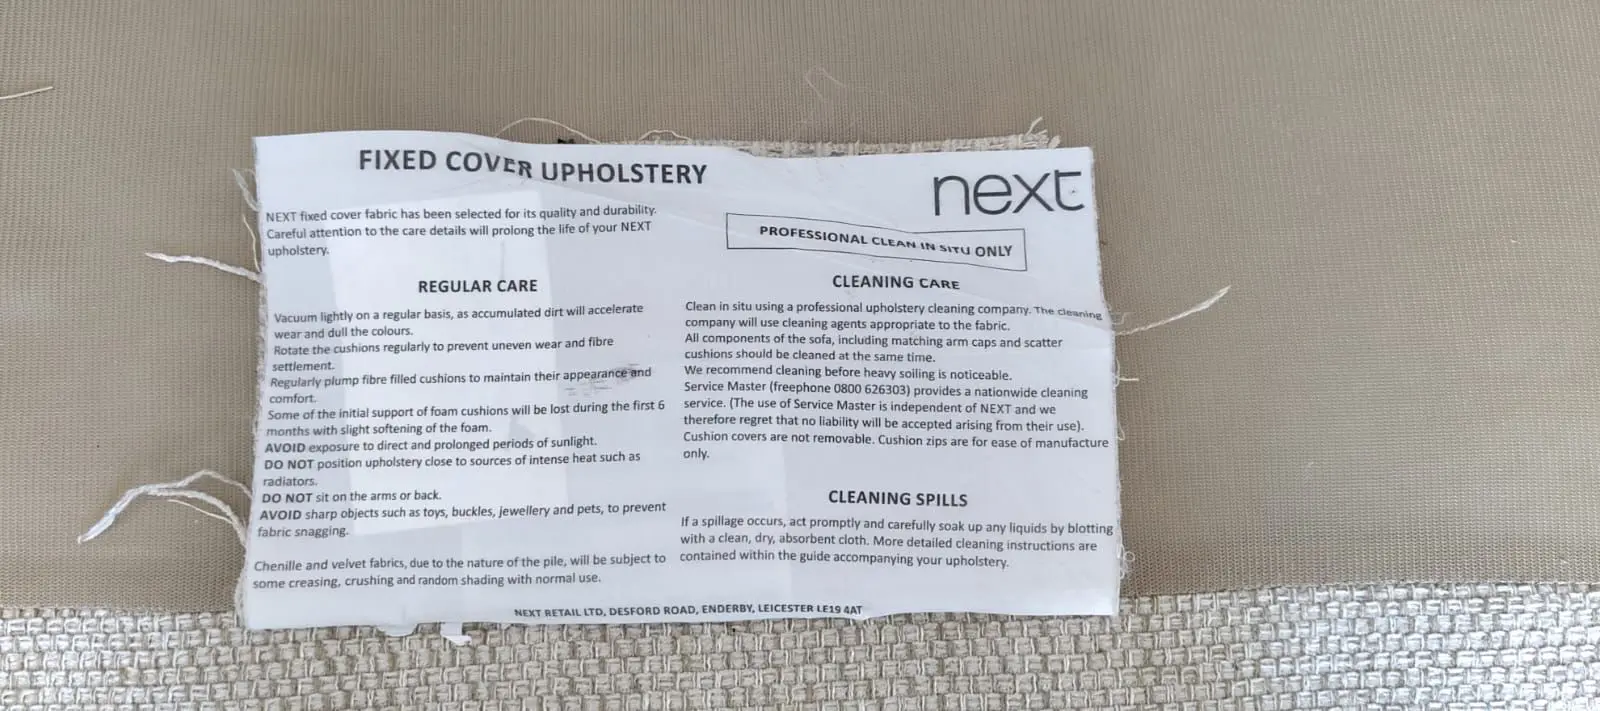 FIXED COVER UPHOLSTERY
next
NEXT fixed cover fabric has been selected for its quality and durability.
Careful attention to the care details will prolong the life of your NEXT
upholstery.
PROFESSIONAL CLEAN IN SITU ONLY
REGULAR CARE
Vacuum lightly on a regular basis, as accumulated dirt will accelerate
wear and dull the colours.
Rotate the cushions regularly to prevent uneven wear and fibre
settlement.
Regularly plump fibre filled cushions to maintain their appearance and
comfort.
Some of the initial support of foam cushions will be lost during the first 6
months with slight softening of the foam.
AVOID exposure to direct and prolonged periods of sunlight.
DO NOT position upholstery close to sources of intense heat such as
radiators.
DO NOT sit on the arms or back.
AVOID sharp objects such as toys, buckles, jewellery and pets, to prevent
fabric snagging.
Chenille and velvet fabrics, due to the nature of the pile, will be subject to
some creasing, crushing and random shading with normal use.
CLEANING CARE
Clean in situ using a professional upholstery cleaning company. The cleaning
company will use cleaning agents appropriate to the fabric.
All components of the sofa, including matching arm caps and scatter
cushions should be cleaned at the same time.
We recommend cleaning before heavy soiling is noticeable.
Service Master (freephone 0800 626303) provides a nationwide cleaning
service. (The use of Service Master is independent of NEXT and we
therefore regret that no liability will be accepted arising from their use).
Cushion covers are not removable. Cushion zips are for ease of manufacture
only.
CLEANING SPILLS
If a spillage occurs, act promptly and carefully soak up any liquids by blotting
with a clean, dry, absorbent cloth. More detailed cleaning instructions are
contained within the guide accompanying your upholstery.
NEXT RETAIL LTD, DESFORD ROAD, ENDERBY, LEICESTER LE19 4AT